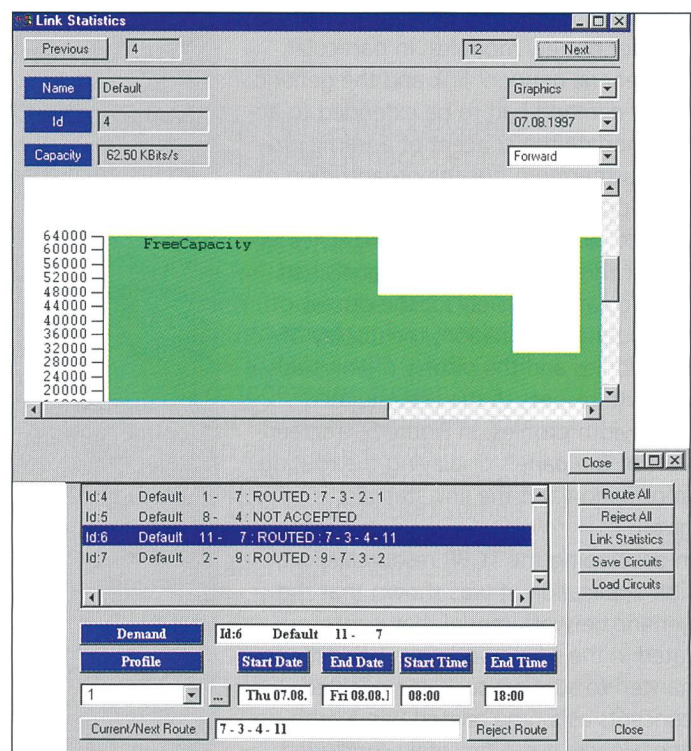 Link Statistics
Previous 4 12 Next
Name Default Graphics
Id 4 07.08.1997
Capacity 62.50 KBits/s Forward
FreeCapacity
64000
60000
56000
52000
48000
44000
40000
36000
32000
28000
24000
20000
Close
Id:4 Default 1 - 7 : ROUTED : 7 - 3 - 2 - 1
Id:5 Default 8 - 4 : NOT ACCEPTED
Id:6 Default 11 - 7 : ROUTED : 7 - 3 - 4 - 11
Id:7 Default 2 - 9 : ROUTED : 9 - 7 - 3 - 2
Route All
Reject All
Link Statistics
Save Circuits
Load Circuits
Demand Id:6 Default 11 - 7
Profile Start Date End Date Start Time End Time
1 ... Thu 07.08. Fri 08.08.1 08:00 18:00
Current/Next Route 7 - 3 - 4 - 11 Reject Route Close